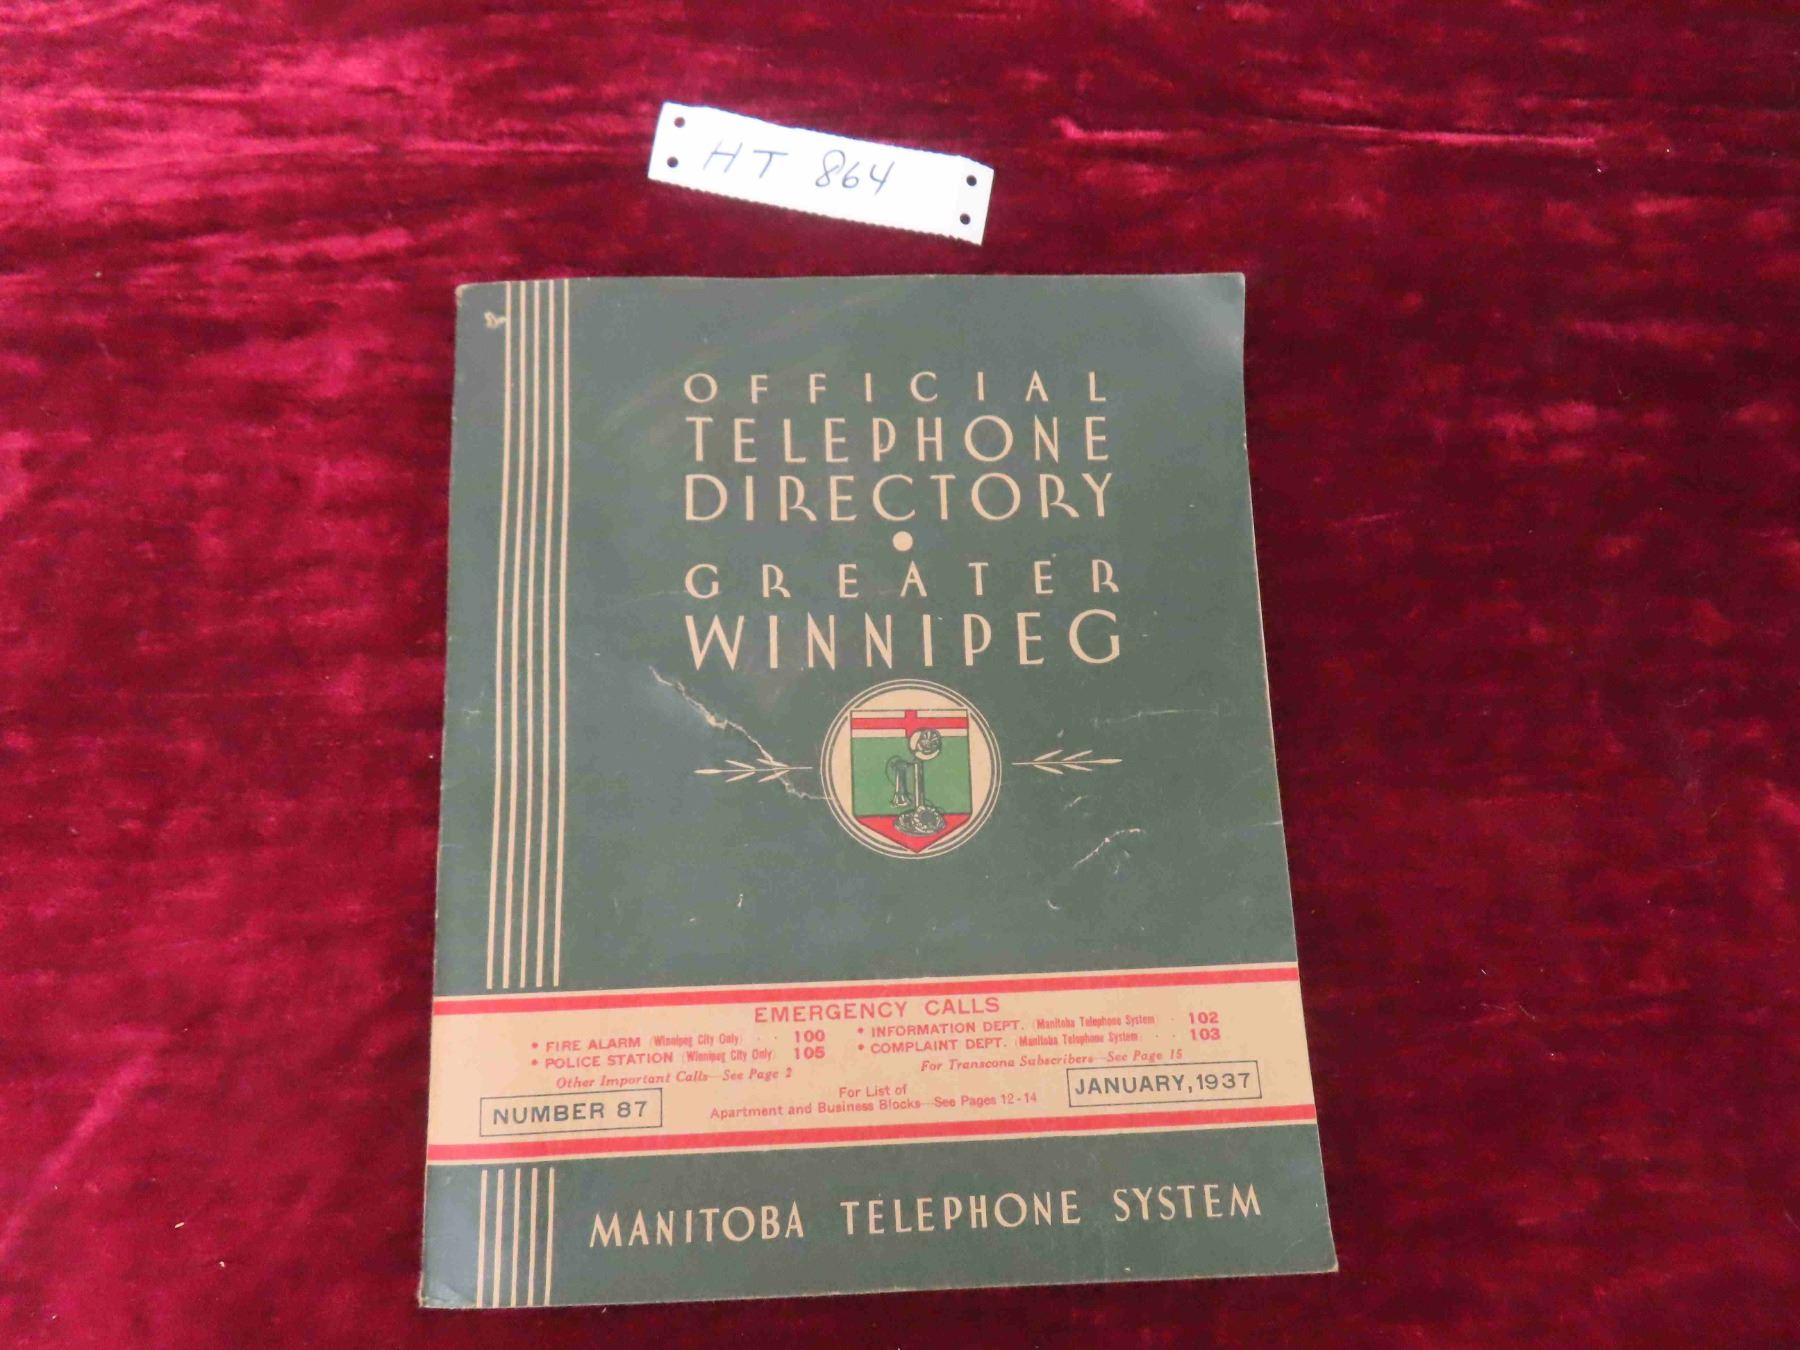 HT 864
OFFICIAL
TELEPHONE
DIRECTORY
GREATER
WINNIPEG
EMERGENCY CALLS
• FIRE ALARM (Winnipeg City Only) . . 100
• POLICE STATION (Winnipeg City Only) 105
Other Important Calls—See Page 2
• INFORMATION DEPT. (Manitoba Telephone System) . 102
• COMPLAINT DEPT. (Manitoba Telephone System) . . 103
For Transcona Subscribers—See Page 15
For List of
Apartment and Business Blocks—See Pages 12-14
NUMBER 87
JANUARY, 1937
MANITOBA TELEPHONE SYSTEM